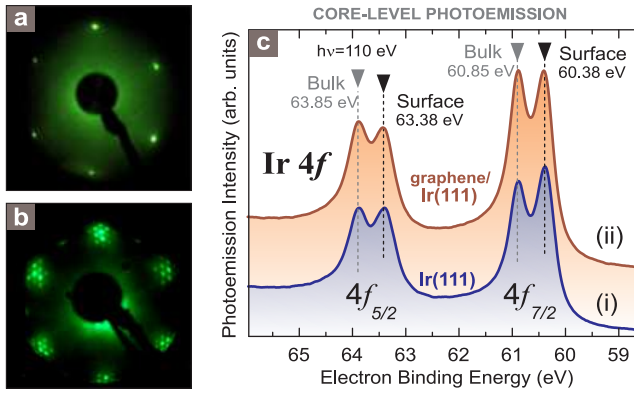 CORE-LEVEL PHOTOEMISSION
a
b
c
hν=110 eV
Bulk
63.85 eV
Surface
63.38 eV
Bulk
60.85 eV
Surface
60.38 eV
Ir 4f
graphene/
Ir(111)
(ii)
Ir(111)
(i)
4f5/2
4f7/2
Photoemission Intensity (arb. units)
65 64 63 62 61 60 59
Electron Binding Energy (eV)